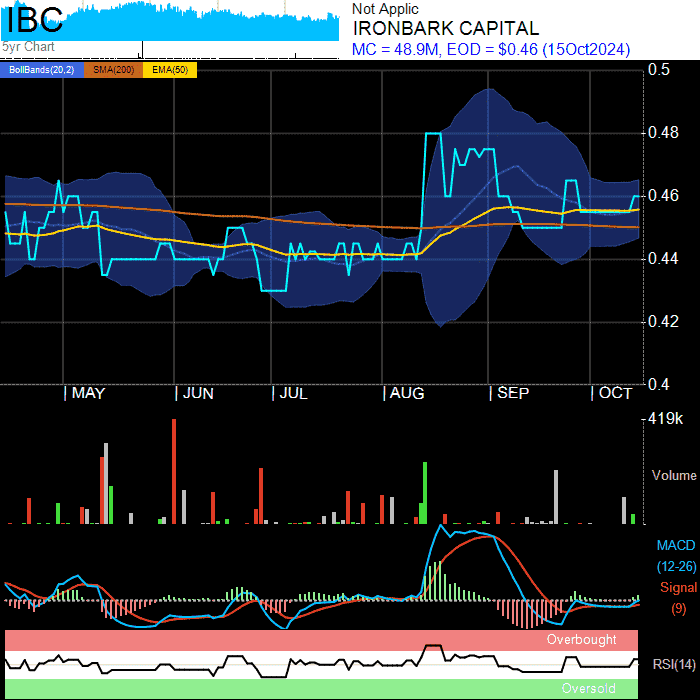 IBC
5yr Chart
Not Applic
IRONBARK CAPITAL
MC = 48.9M, EOD = $0.46 (15Oct2024)
BollBands(20,2) SMA(200) EMA(50)
0.5
0.48
0.46
0.44
0.42
0.4
MAY JUN JUL AUG SEP OCT
419k
Volume
MACD
(12-26)
Signal
(9)
Overbought
RSI(14)
Oversold